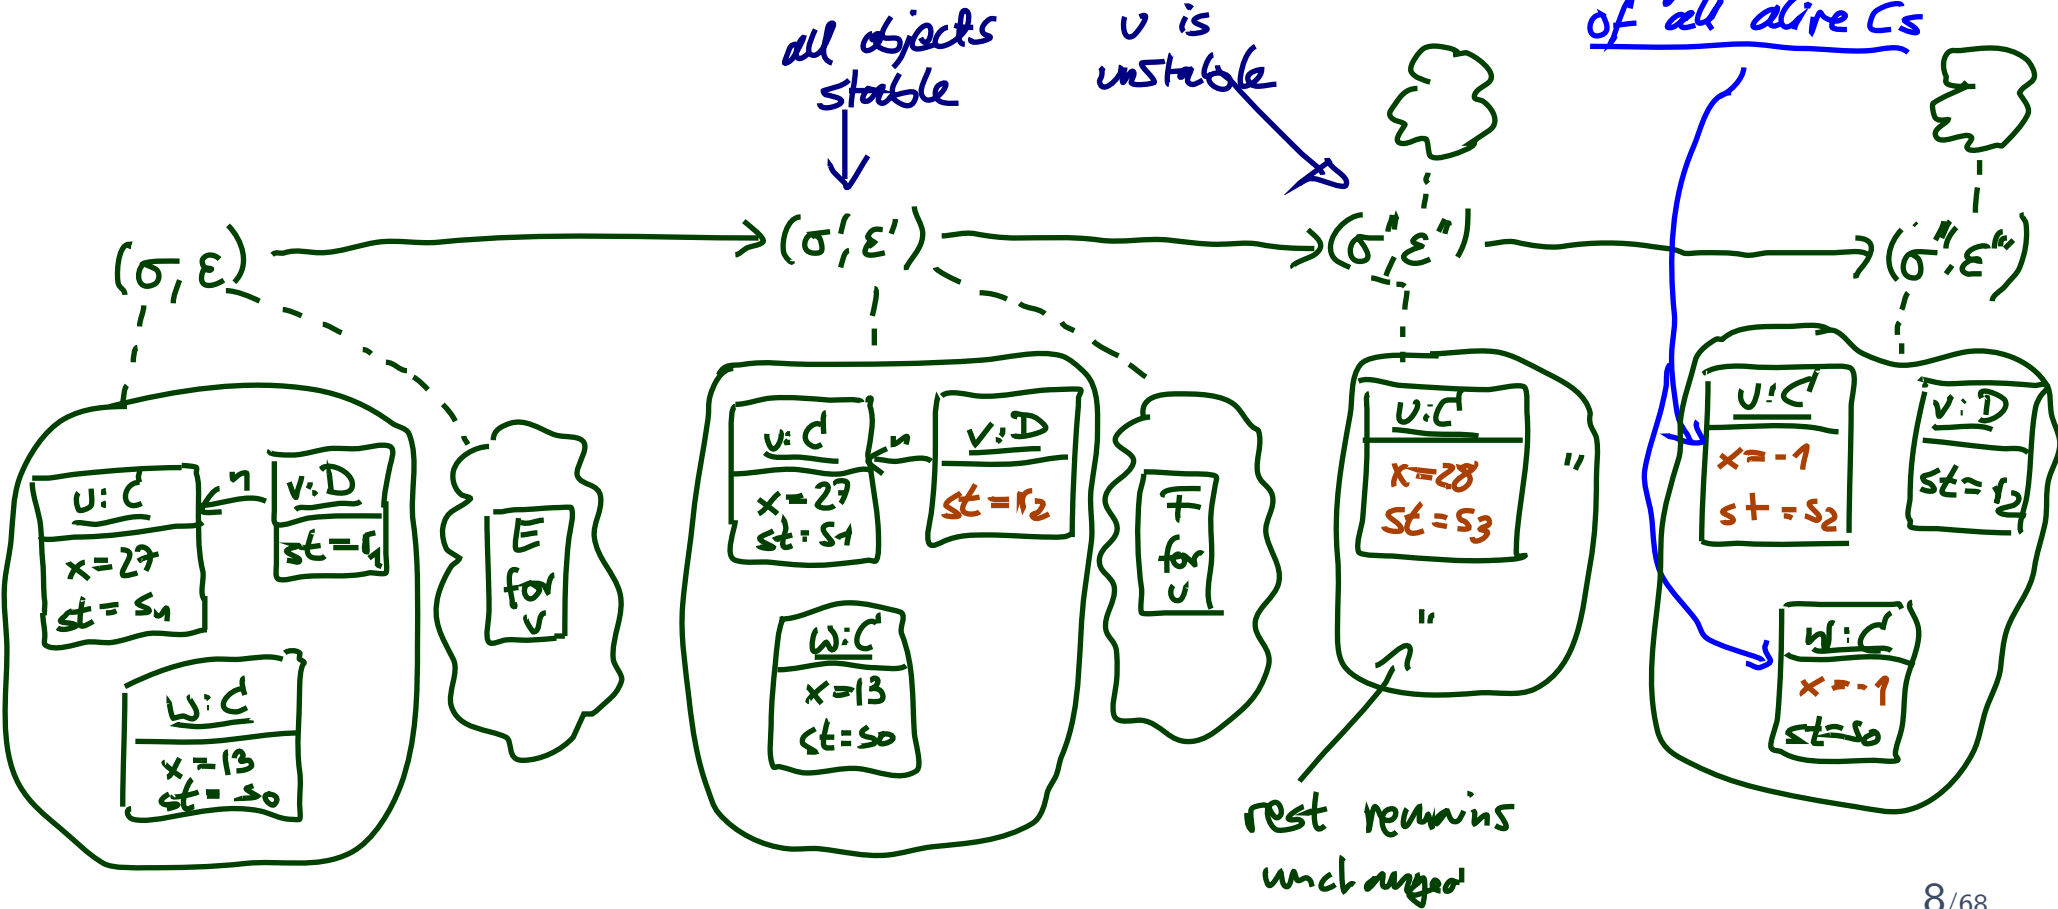 all objects
stable
u is
unstable
of all alive Cs
(σ, ε)
(σ', ε')
(σ'', ε'')
(σ''', ε''')
u:C
x=27
st=s₁
n
v:D
st=r₁
w:C
x=13
st=s₀
E
for
v
u:C
x=27
st=s₁
n
v:D
st=r₂
w:C
x=13
st=s₀
F
for
u
u:C
x=28
st=s₃
"
"
rest remains
unchanged
u:C
x=-1
st=s₂
v:D
st=r₂
w:C
x=-1
st=s₀
8/68